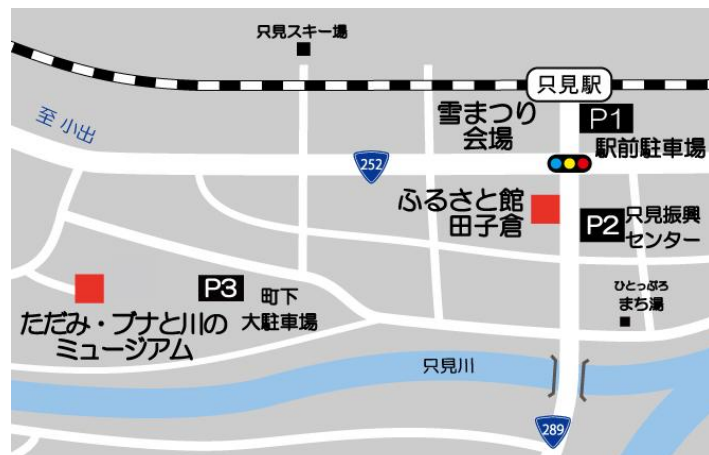 只見スキー場
只見駅
至 小出
雪まつり
会場
P1
駅前駐車場
252
ふるさと館
田子倉
P2
只見振興
センター
ひとっぷろ
まち湯
P3
町下
大駐車場
ただみ・ブナと川の
ミュージアム
只見川
289